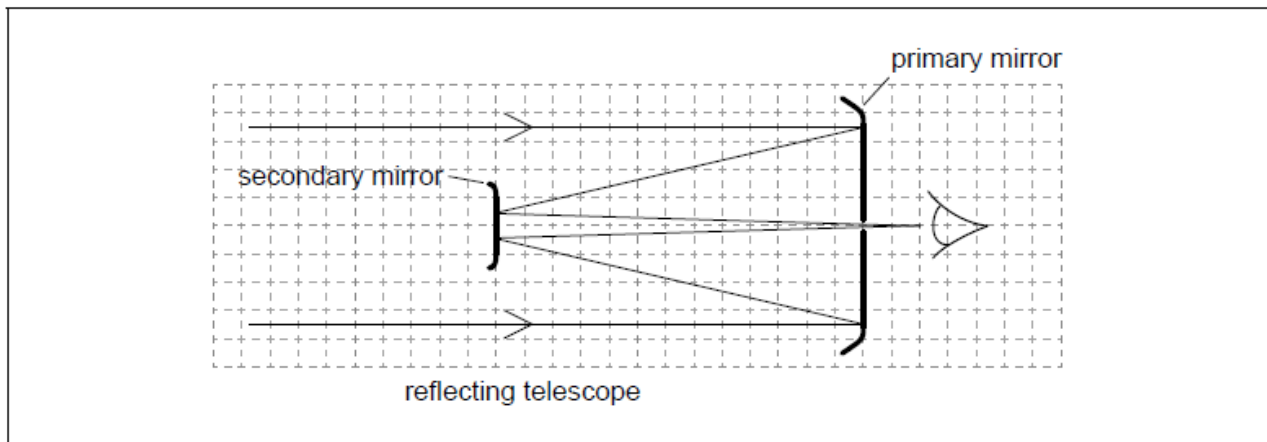 primary mirror
secondary mirror
reflecting telescope